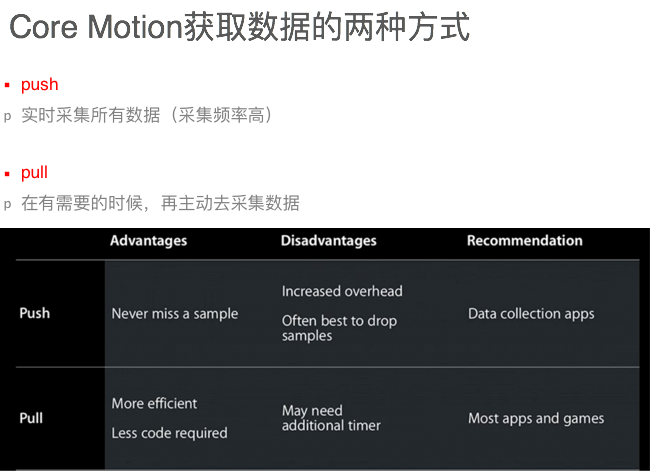 Core Motion获取数据的两种方式
▪ push
p 实时采集所有数据（采集频率高）
▪ pull
p 在有需要的时候，再主动去采集数据
Advantages Disadvantages Recommendation
Push Never miss a sample Increased overhead Data collection apps
Often best to drop
samples
Pull More efficient May need Most apps and games
Less code required additional timer